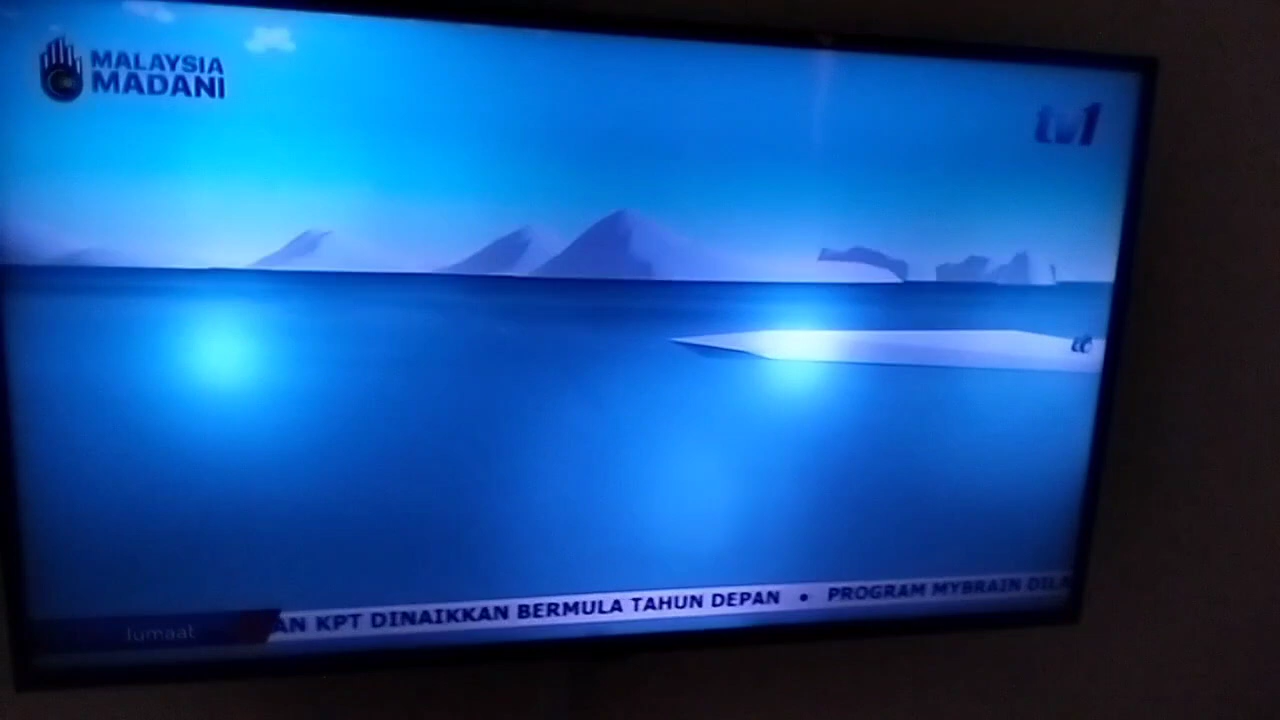 MALAYSIA
MADANI
tv1
AN KPT DINAIKKAN BERMULA TAHUN DEPAN • PROGRAM MYBRAIN
Jumaat